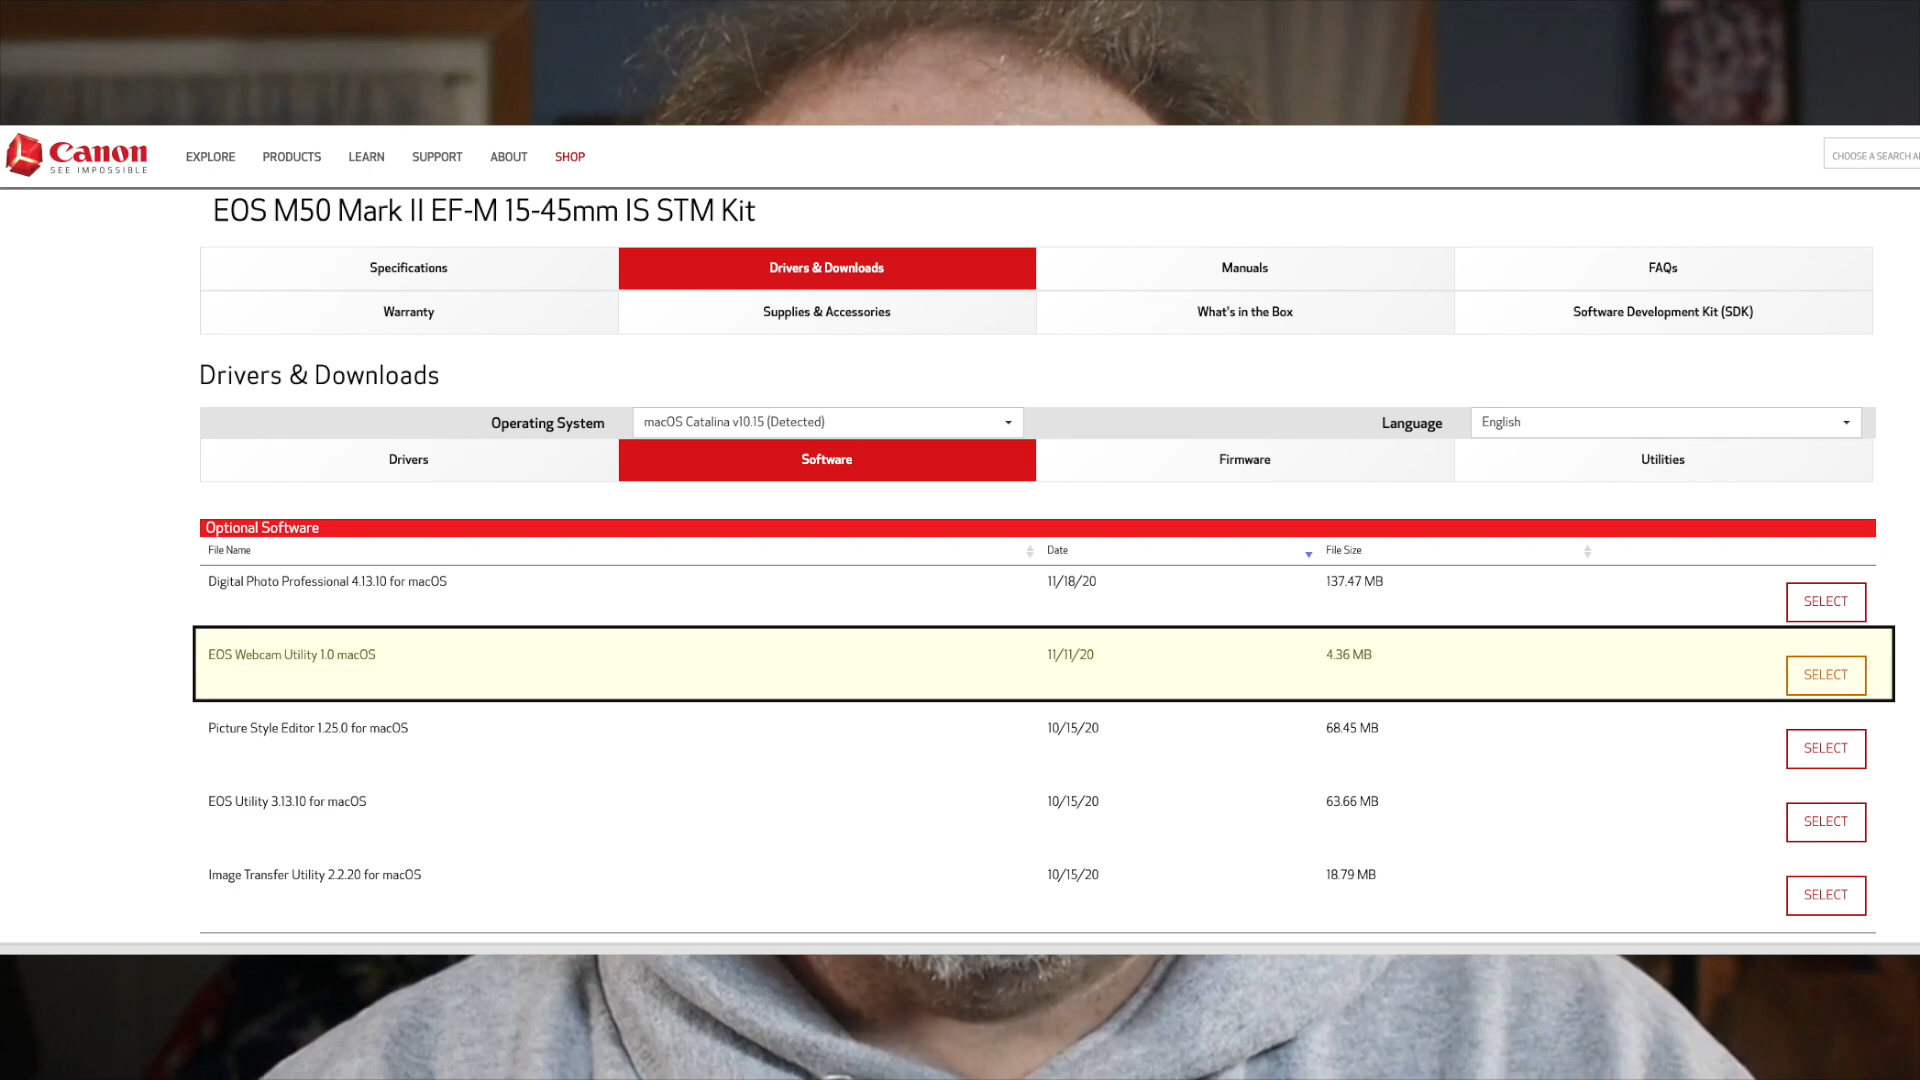 Canon
SEE IMPOSSIBLE
EXPLORE PRODUCTS LEARN SUPPORT ABOUT SHOP
CHOOSE A SEARCH
EOS M50 Mark II EF-M 15-45mm IS STM Kit
Specifications Drivers & Downloads Manuals FAQs
Warranty Supplies & Accessories What's in the Box Software Development Kit (SDK)
Drivers & Downloads
Operating System macOS Catalina v10.15 (Detected) Language English
Drivers Software Firmware Utilities
Optional Software
File Name Date File Size
Digital Photo Professional 4.13.10 for macOS 11/18/20 137.47 MB
SELECT
EOS Webcam Utility 1.0 macOS 11/11/20 4.36 MB
SELECT
Picture Style Editor 1.25.0 for macOS 10/15/20 68.45 MB
SELECT
EOS Utility 3.13.10 for macOS 10/15/20 63.66 MB
SELECT
Image Transfer Utility 2.2.20 for macOS 10/15/20 18.79 MB
SELECT